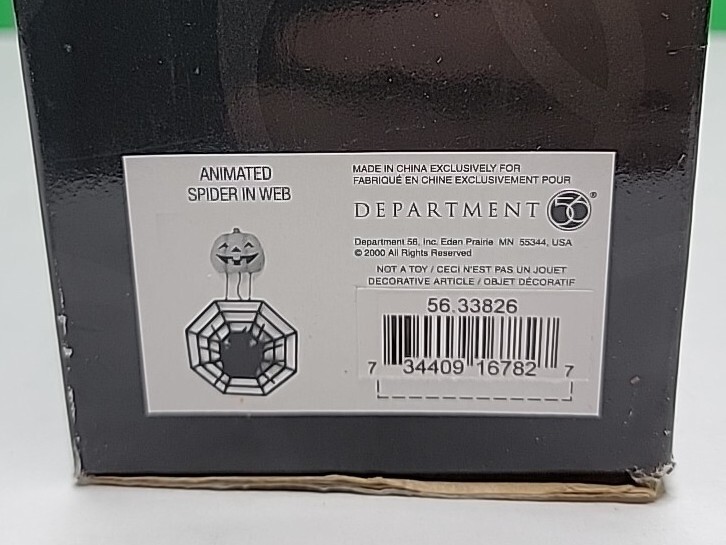 ANIMATED
SPIDER IN WEB
MADE IN CHINA EXCLUSIVELY FOR
FABRIQUÉ EN CHINE EXCLUSIVEMENT POUR
DEPARTMENT 56®
Department 56, Inc. Eden Prairie MN 55344, USA
© 2000 All Rights Reserved
NOT A TOY / CECI N'EST PAS UN JOUET
DECORATIVE ARTICLE / OBJET DÉCORATIF
56.33826
7 34409 16782 7